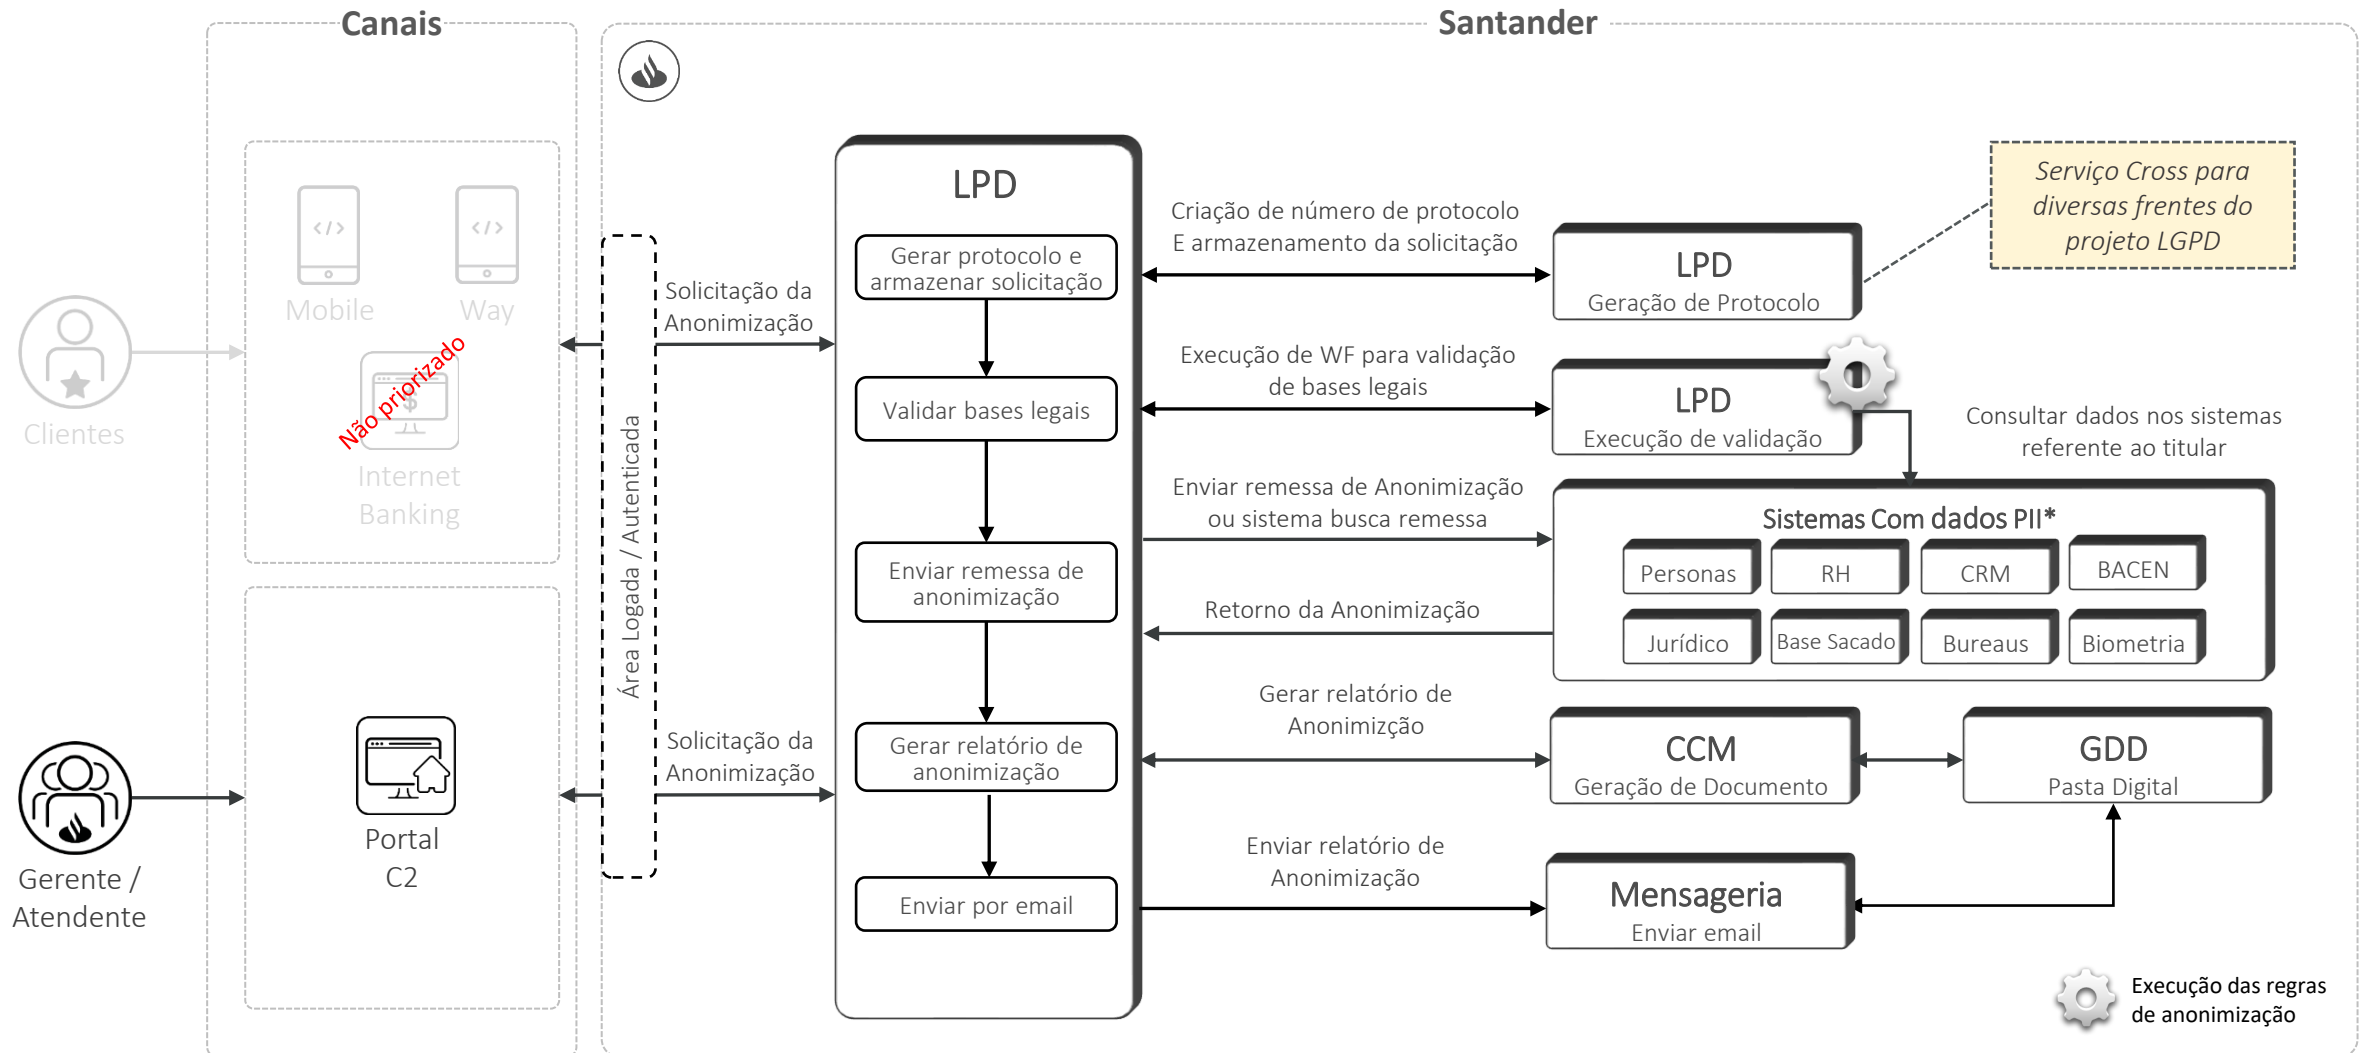 Canais
Santander
Clientes
Mobile
Way
Não priorizado
Internet
Banking
Gerente /
Atendente
Portal
C2
Área Logada / Autenticada
Solicitação da
Anonimização
Solicitação da
Anonimização
LPD
Gerar protocolo e
armazenar solicitação
Validar bases legais
Enviar remessa de
anonimização
Gerar relatório de
anonimização
Enviar por email
Criação de número de protocolo
E armazenamento da solicitação
Execução de WF para validação
de bases legais
Enviar remessa de Anonimização
ou sistema busca remessa
Retorno da Anonimização
Gerar relatório de
Anonimizção
Enviar relatório de
Anonimização
LPD
Geração de Protocolo
Serviço Cross para
diversas frentes do
projeto LGPD
LPD
Execução de validação
Consultar dados nos sistemas
referente ao titular
Sistemas Com dados PII*
Personas
RH
CRM
BACEN
Jurídico
Base Sacado
Bureaus
Biometria
CCM
Geração de Documento
GDD
Pasta Digital
Mensageria
Enviar email
Execução das regras
de anonimização